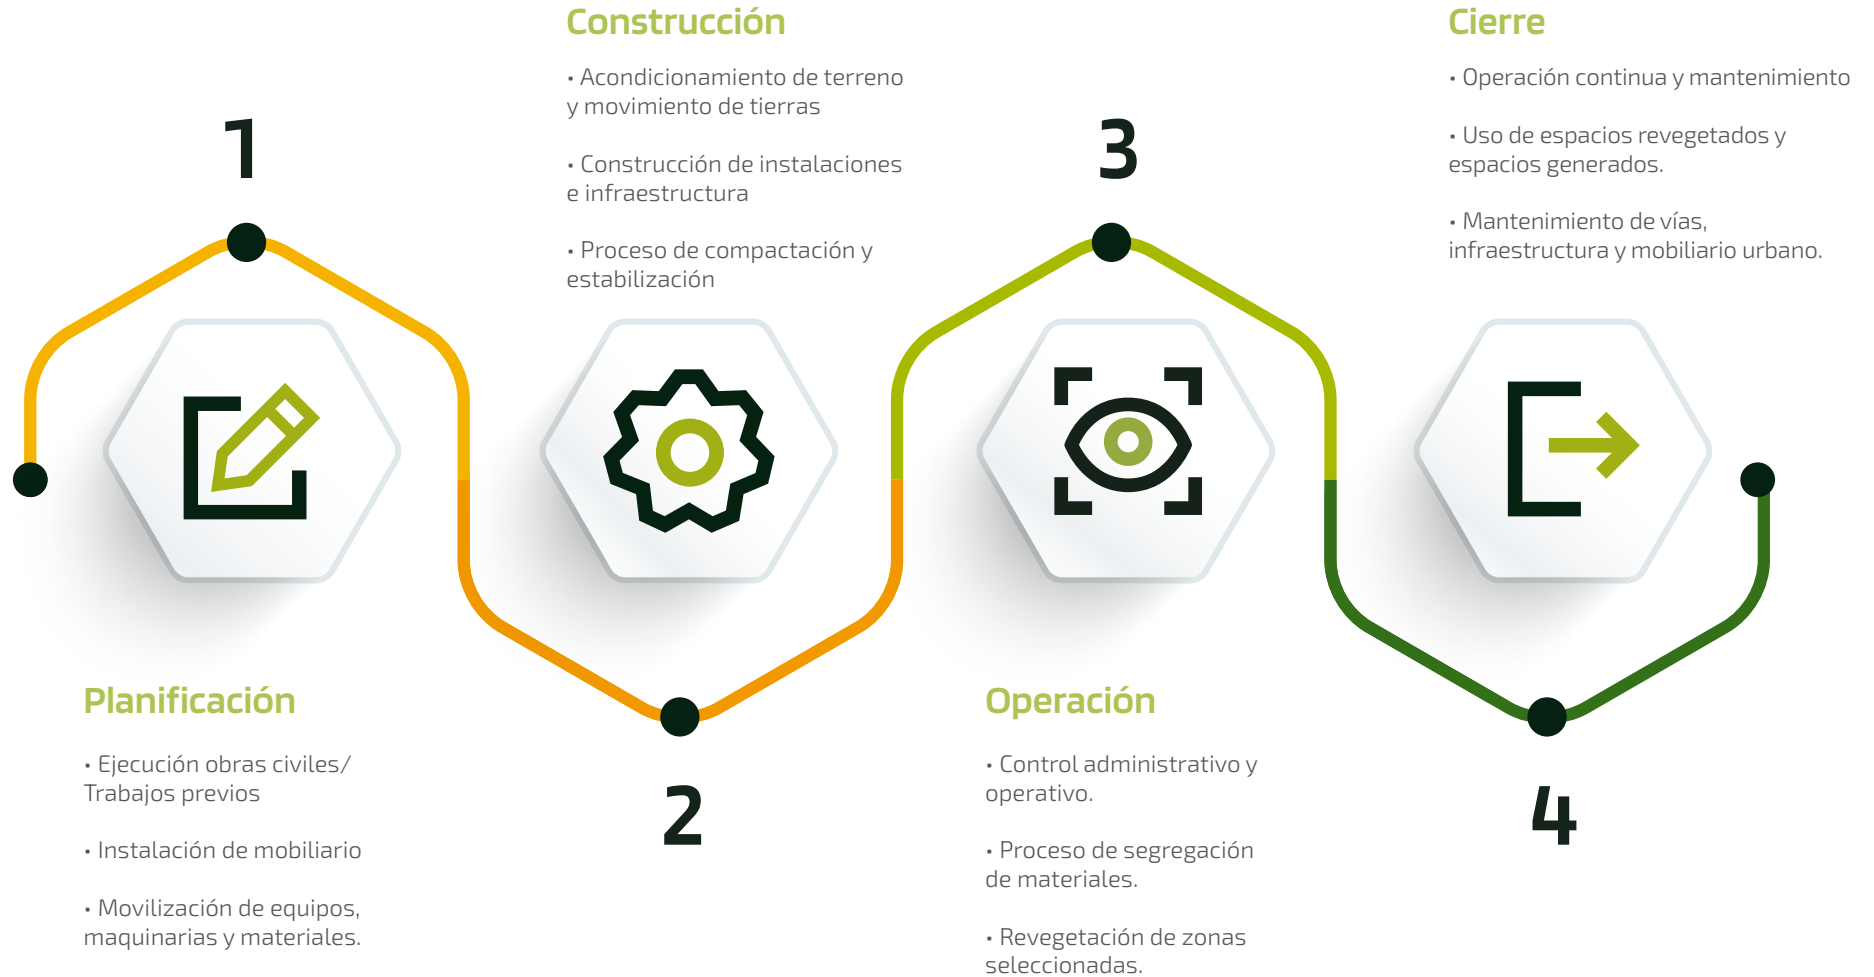 1
Planificación
• Ejecución obras civiles/
Trabajos previos
• Instalación de mobiliario
• Movilización de equipos,
maquinarias y materiales.
Construcción
• Acondicionamiento de terreno
y movimiento de tierras
• Construcción de instalaciones
e infraestructura
• Proceso de compactación y
estabilización
2
3
Operación
• Control administrativo y
operativo.
• Proceso de segregación
de materiales.
• Revegetación de zonas
seleccionadas.
Cierre
• Operación continua y mantenimiento
• Uso de espacios revegetados y
espacios generados.
• Mantenimiento de vías,
infraestructura y mobiliario urbano.
4